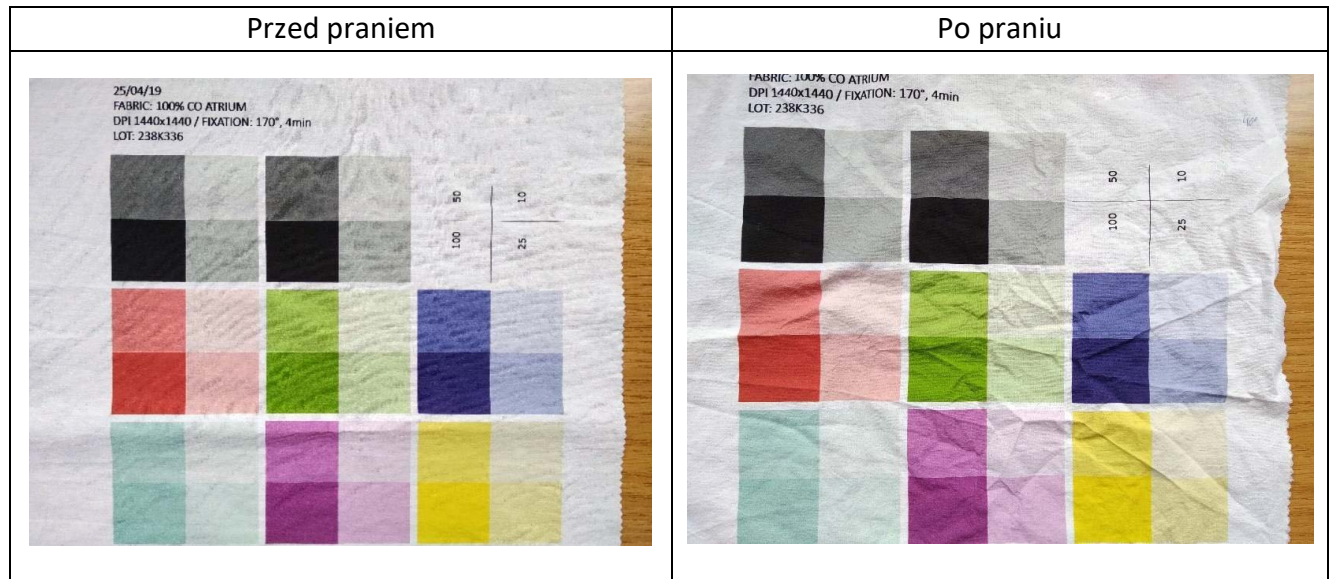 Przed praniem
Po praniu
25/04/19
FABRIC: 100% CO ATRIUM
DPI 1440x1440 / FIXATION: 170°, 4min
LOT: 238K336
50
10
100
25
FABRIC: 100% CO ATRIUM
DPI 1440x1440 / FIXATION: 170°, 4min
LOT: 238K336
50
10
100
25